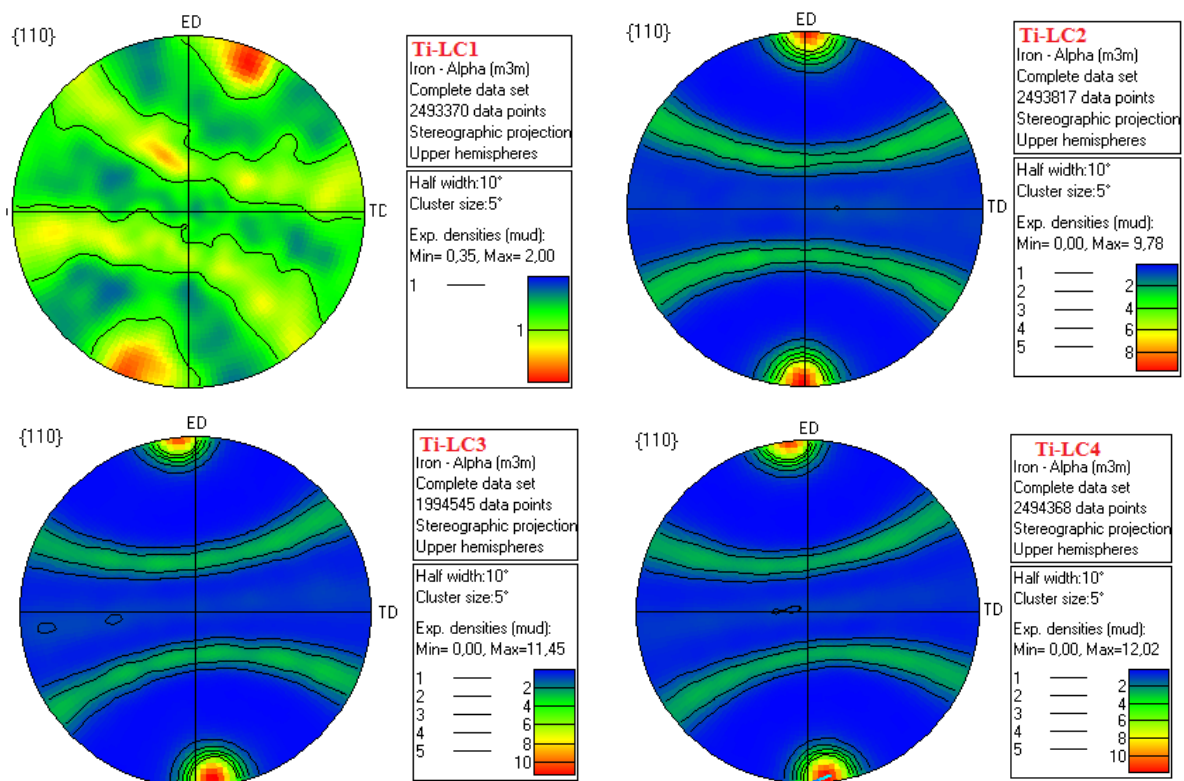 {110}
ED
TD
Ti-LC1
Iron - Alpha (m3m)
Complete data set
2493370 data points
Stereographic projection
Upper hemispheres
Half width:10°
Cluster size:5°
Exp. densities (mud):
Min= 0,35, Max= 2,00
1
1
{110}
ED
TD
Ti-LC2
Iron - Alpha (m3m)
Complete data set
2493817 data points
Stereographic projection
Upper hemispheres
Half width:10°
Cluster size:5°
Exp. densities (mud):
Min= 0,00, Max= 9,78
1
2
3
4
5
2
4
6
8
{110}
ED
TD
Ti-LC3
Iron - Alpha (m3m)
Complete data set
1994545 data points
Stereographic projection
Upper hemispheres
Half width:10°
Cluster size:5°
Exp. densities (mud):
Min= 0,00, Max=11,45
1
2
3
4
5
2
4
6
8
10
{110}
ED
TD
Ti-LC4
Iron - Alpha (m3m)
Complete data set
2494368 data points
Stereographic projection
Upper hemispheres
Half width:10°
Cluster size:5°
Exp. densities (mud):
Min= 0,00, Max=12,02
1
2
3
4
5
2
4
6
8
10